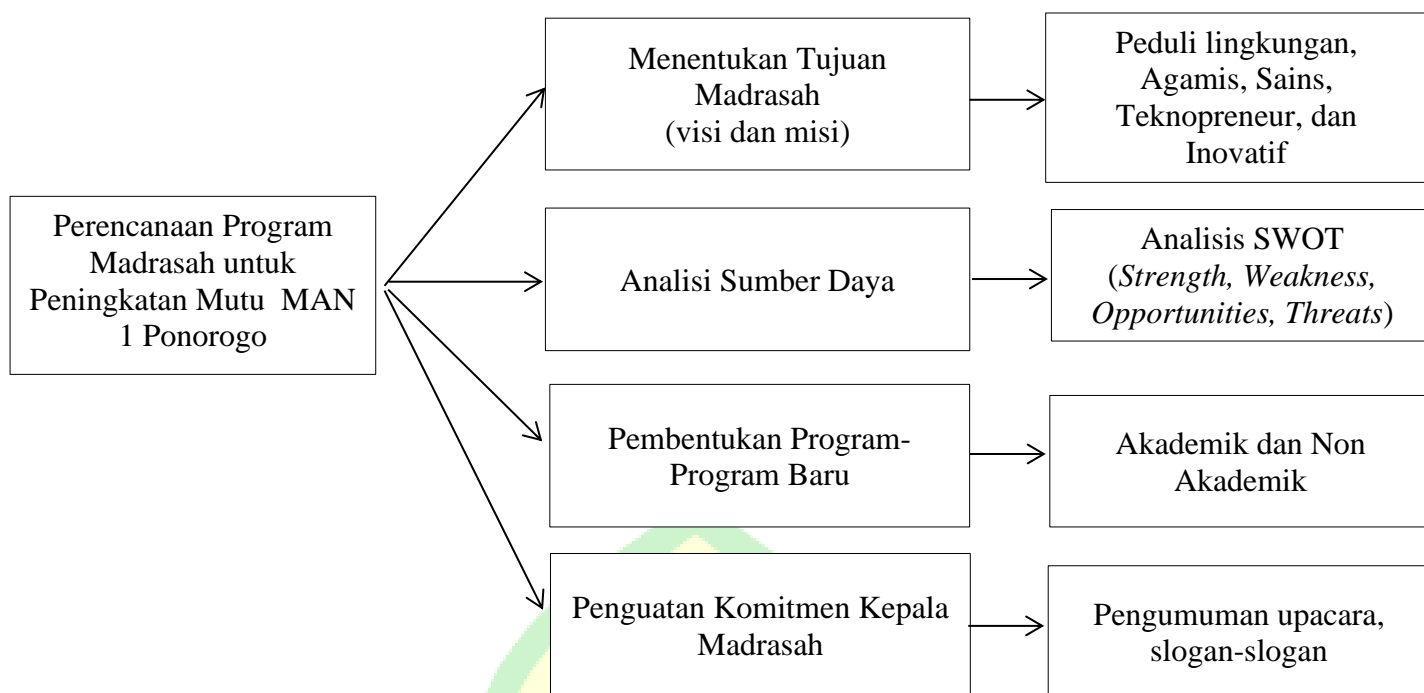 Perencanaan Program
Madrasah untuk
Peningkatan Mutu MAN
1 Ponorogo
Menentukan Tujuan
Madrasah
(visi dan misi)
Peduli lingkungan,
Agamis, Sains,
Teknopreneur, dan
Inovatif
Analisi Sumber Daya
Analisis SWOT
(Strength, Weakness,
Opportunities, Threats)
Pembentukan Program-
Program Baru
Akademik dan Non
Akademik
Penguatan Komitmen Kepala
Madrasah
Pengumuman upacara,
slogan-slogan